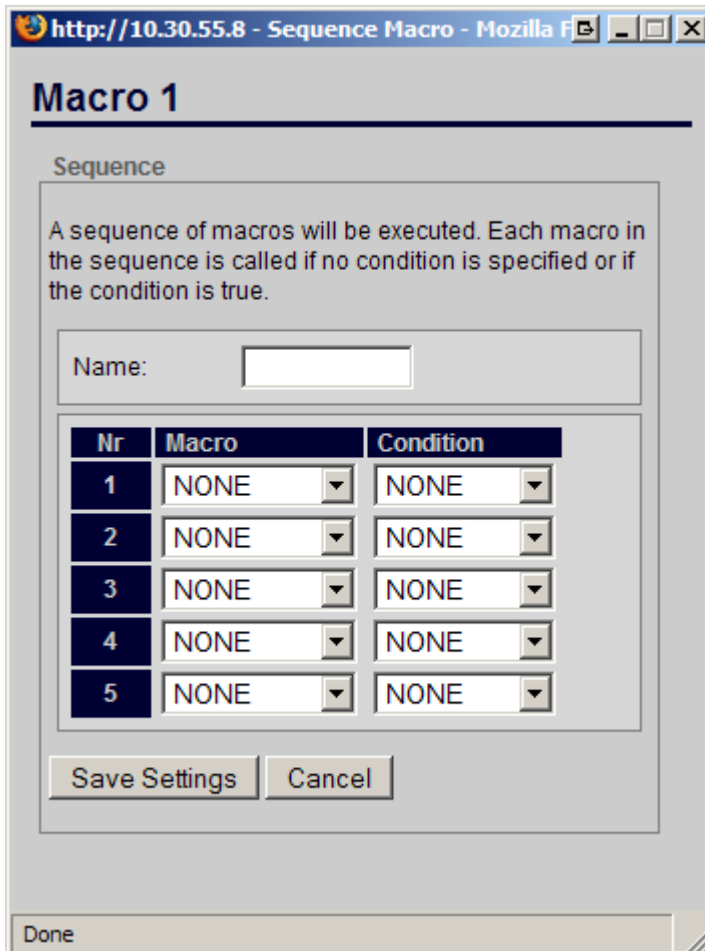 http://10.30.55.8 - Sequence Macro - Mozilla F
Macro 1
Sequence
A sequence of macros will be executed. Each macro in
the sequence is called if no condition is specified or if
the condition is true.
Name:
Nr Macro Condition
1 NONE NONE
2 NONE NONE
3 NONE NONE
4 NONE NONE
5 NONE NONE
Save Settings Cancel
Done